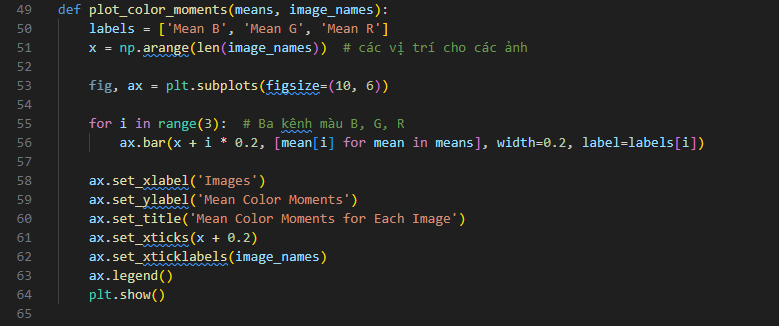 49 def plot_color_moments(means, image_names):
50     labels = ['Mean B', 'Mean G', 'Mean R']
51     x = np.arange(len(image_names))  # các vị trí cho các ảnh
52
53     fig, ax = plt.subplots(figsize=(10, 6))
54
55     for i in range(3):  # Ba kênh màu B, G, R
56         ax.bar(x + i * 0.2, [mean[i] for mean in means], width=0.2, label=labels[i])
57
58     ax.set_xlabel('Images')
59     ax.set_ylabel('Mean Color Moments')
60     ax.set_title('Mean Color Moments for Each Image')
61     ax.set_xticks(x + 0.2)
62     ax.set_xticklabels(image_names)
63     ax.legend()
64     plt.show()
65